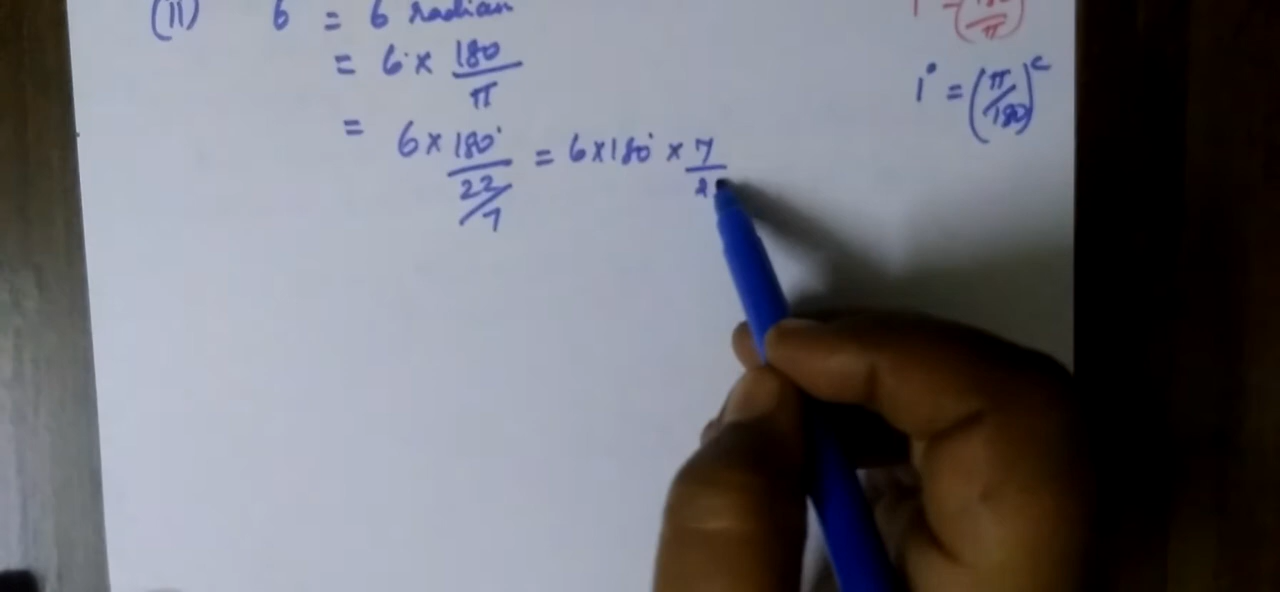 (ii) 6 = 6 radian
= 6 × 180/π
= 6 × 180°/22/7 = 6 × 180° × 7/2
1° = (π/180)ᶜ